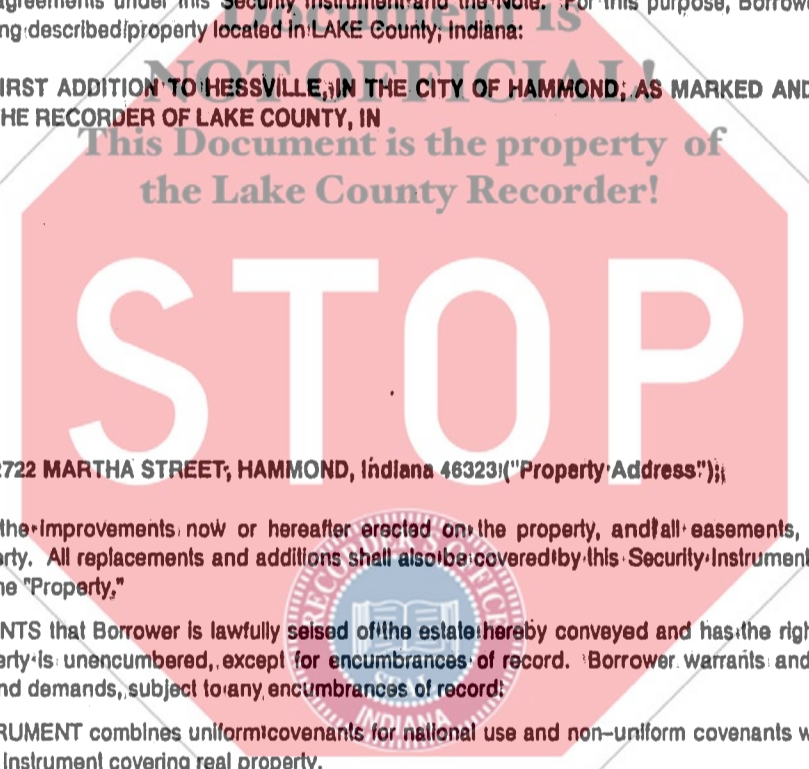 agreements under this Security Instrument and the Note. For this purpose, Borrowe
ng described property located in LAKE County, Indiana:
Document is
NOT OFFICIAL!
This Document is the property of
the Lake County Recorder!
IRST ADDITION TO HESSVILLE, IN THE CITY OF HAMMOND, AS MARKED AND
HE RECORDER OF LAKE COUNTY, IN
STOP
2722 MARTHA STREET, HAMMOND, Indiana 46323 ("Property Address");
the improvements now or hereafter erected on the property, and all easements,
rty. All replacements and additions shall also be covered by this Security Instrument
he "Property."
NTS that Borrower is lawfully seised of the estate hereby conveyed and has the righ
erty is unencumbered, except for encumbrances of record. Borrower warrants and
nd demands, subject to any encumbrances of record.
RUMENT combines uniform covenants for national use and non-uniform covenants w
Instrument covering real property.
RECORDER'S OFFICE
SEAL
INDIANA